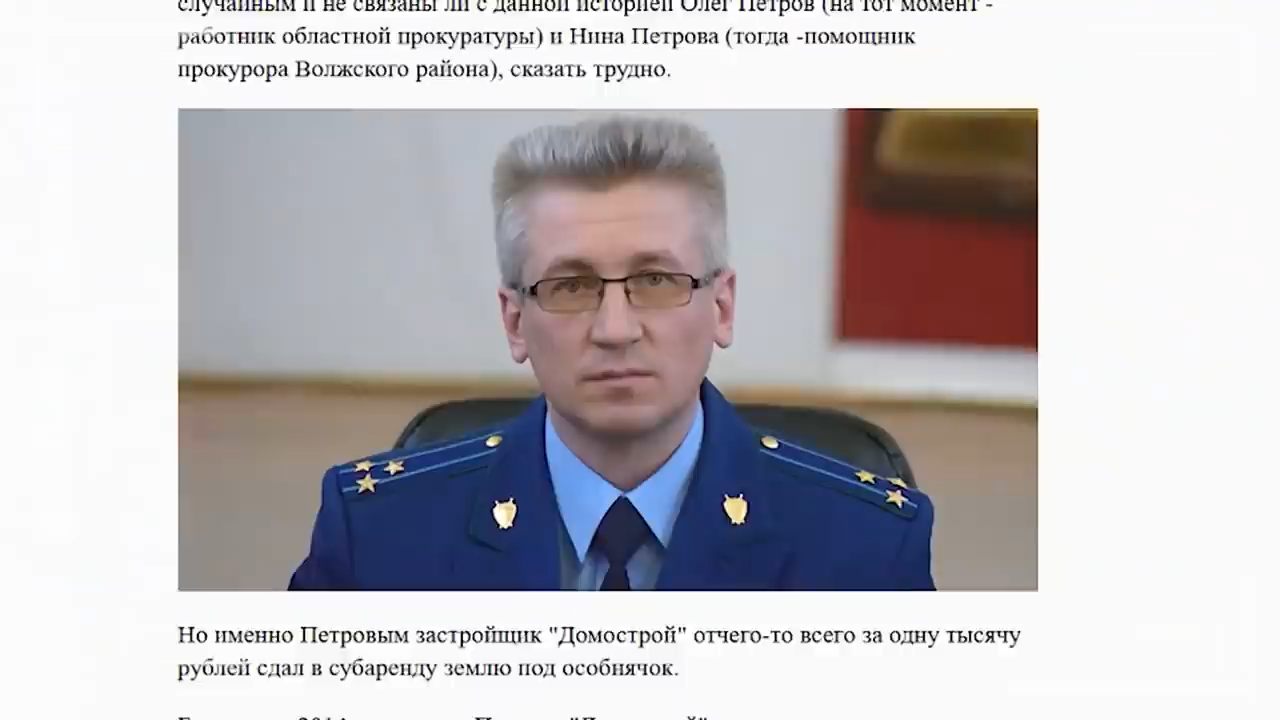 случайным и не связаны ли с данной историей Олег Петров (на тот момент -
работник областной прокуратуры) и Нина Петрова (тогда -помощник
прокурора Волжского района), сказать трудно.
Но именно Петровым застройщик "Домострой" отчего-то всего за одну тысячу
рублей сдал в субаренду землю под особнячок.